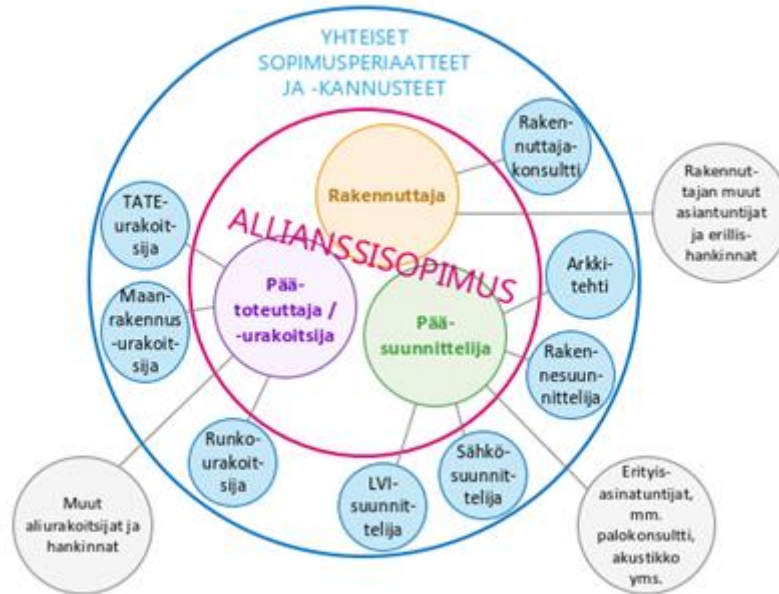 YHTEISET
SOPIMUSPERIAATTEET
JA -KANNUSTEET
Raken-
nuttaja-
konsultti
Rakennut-
tajan muut
asiantuntijat
ja erillis-
hankinnat
Rakennuttaja
TATE-
urakoit-
sija
ALLIANSSISOPIMUS
Arkki-
tehti
Maan-
rakennus
-urakoit-
sija
Pää-
toteuttaja /
-urakoitsija
Pää-
suunnittelija
Raken-
nesuun-
nittelija
Runko-
urakoit-
sija
Sähkö-
suunnit-
telija
LVI-
suunnit-
telija
Muut
aliurakoitsijat ja
hankinnat
Erityis-
asinatuntijat,
mm.
palokonsultti,
akustikko
yms.